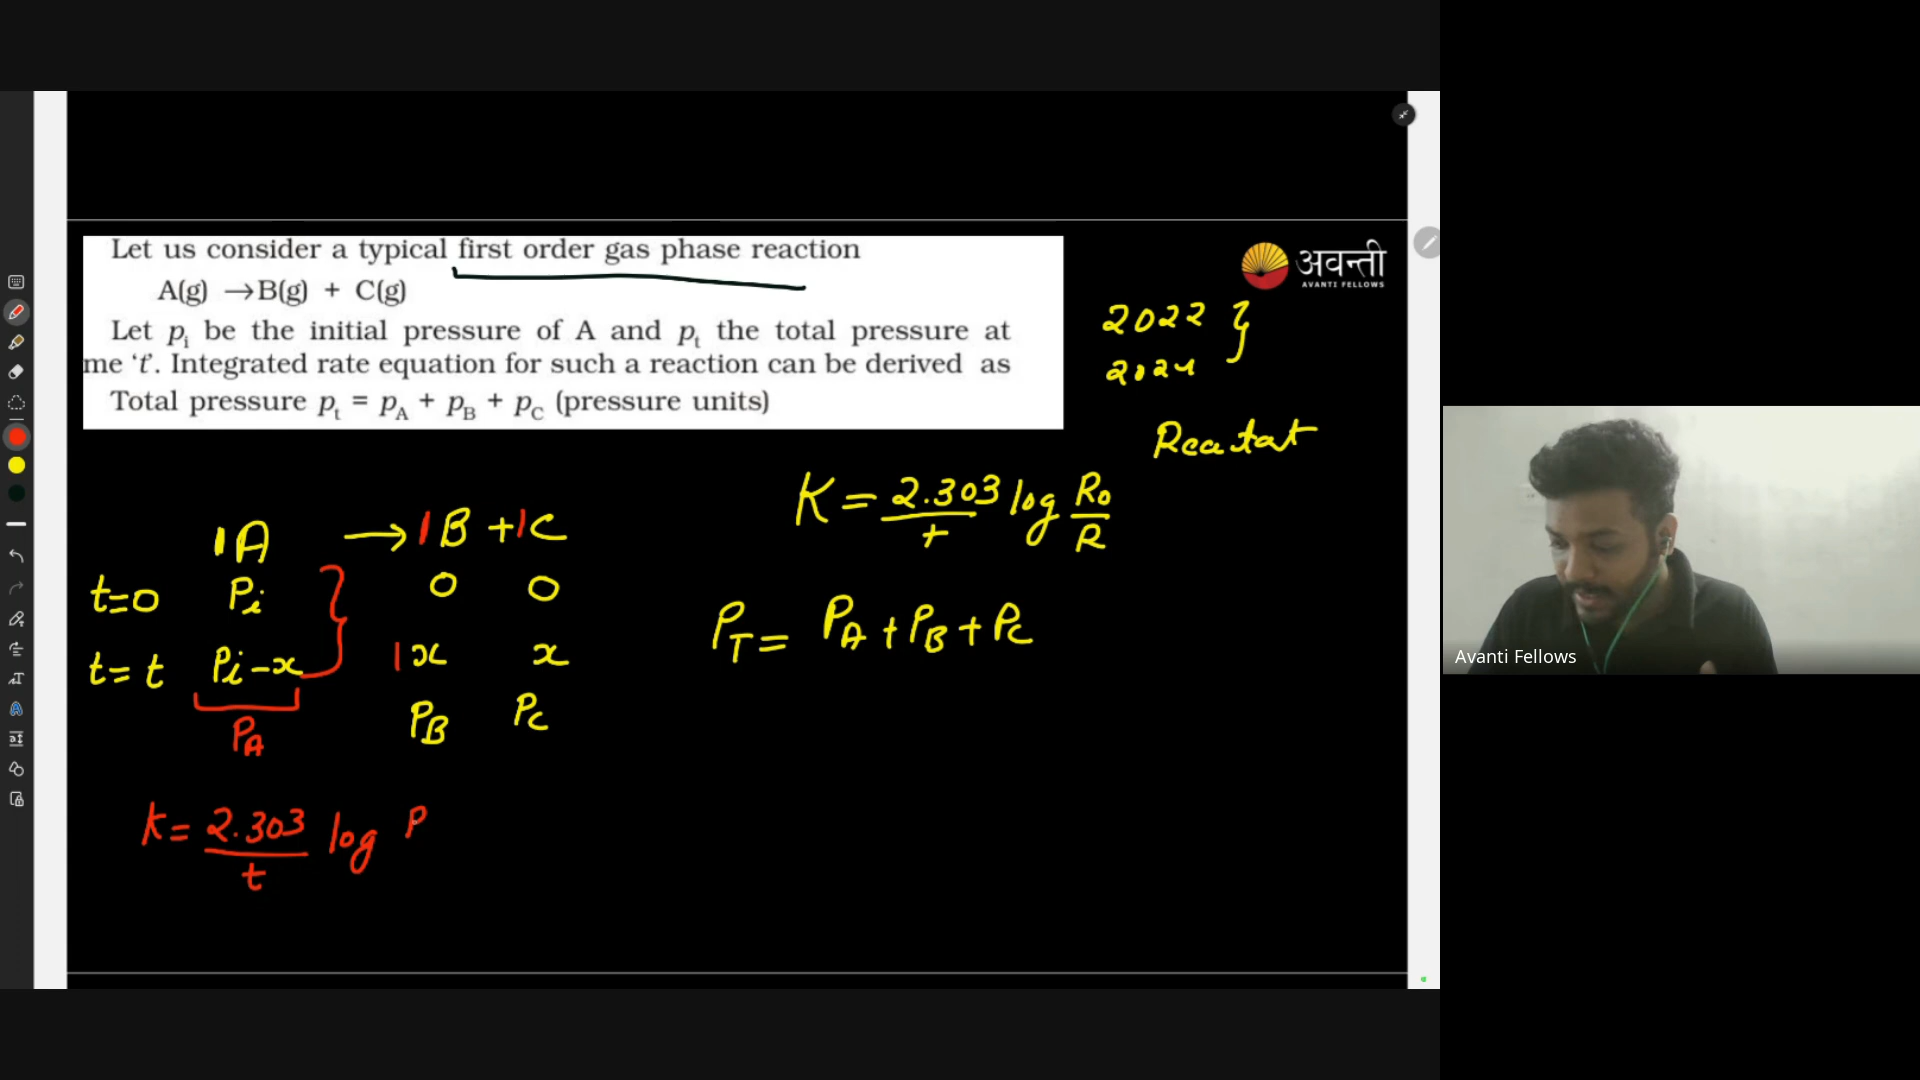 Let us consider a typical first order gas phase reaction
A(g) →B(g) + C(g)
Let pi be the initial pressure of A and pt the total pressure at
me ‘t’. Integrated rate equation for such a reaction can be derived as
Total pressure pt = pA + pB + pC (pressure units)
अवन्ती
AVANTI FELLOWS
2022 }
2024
Reatat
K = 2.303/t log R0/R
1A → 1B + 1C
t=0 Pi 0 0
t=t Pi-x 1x x
PA PB PC
PT = PA + PB + PC
K = 2.303/t log P
Avanti Fellows